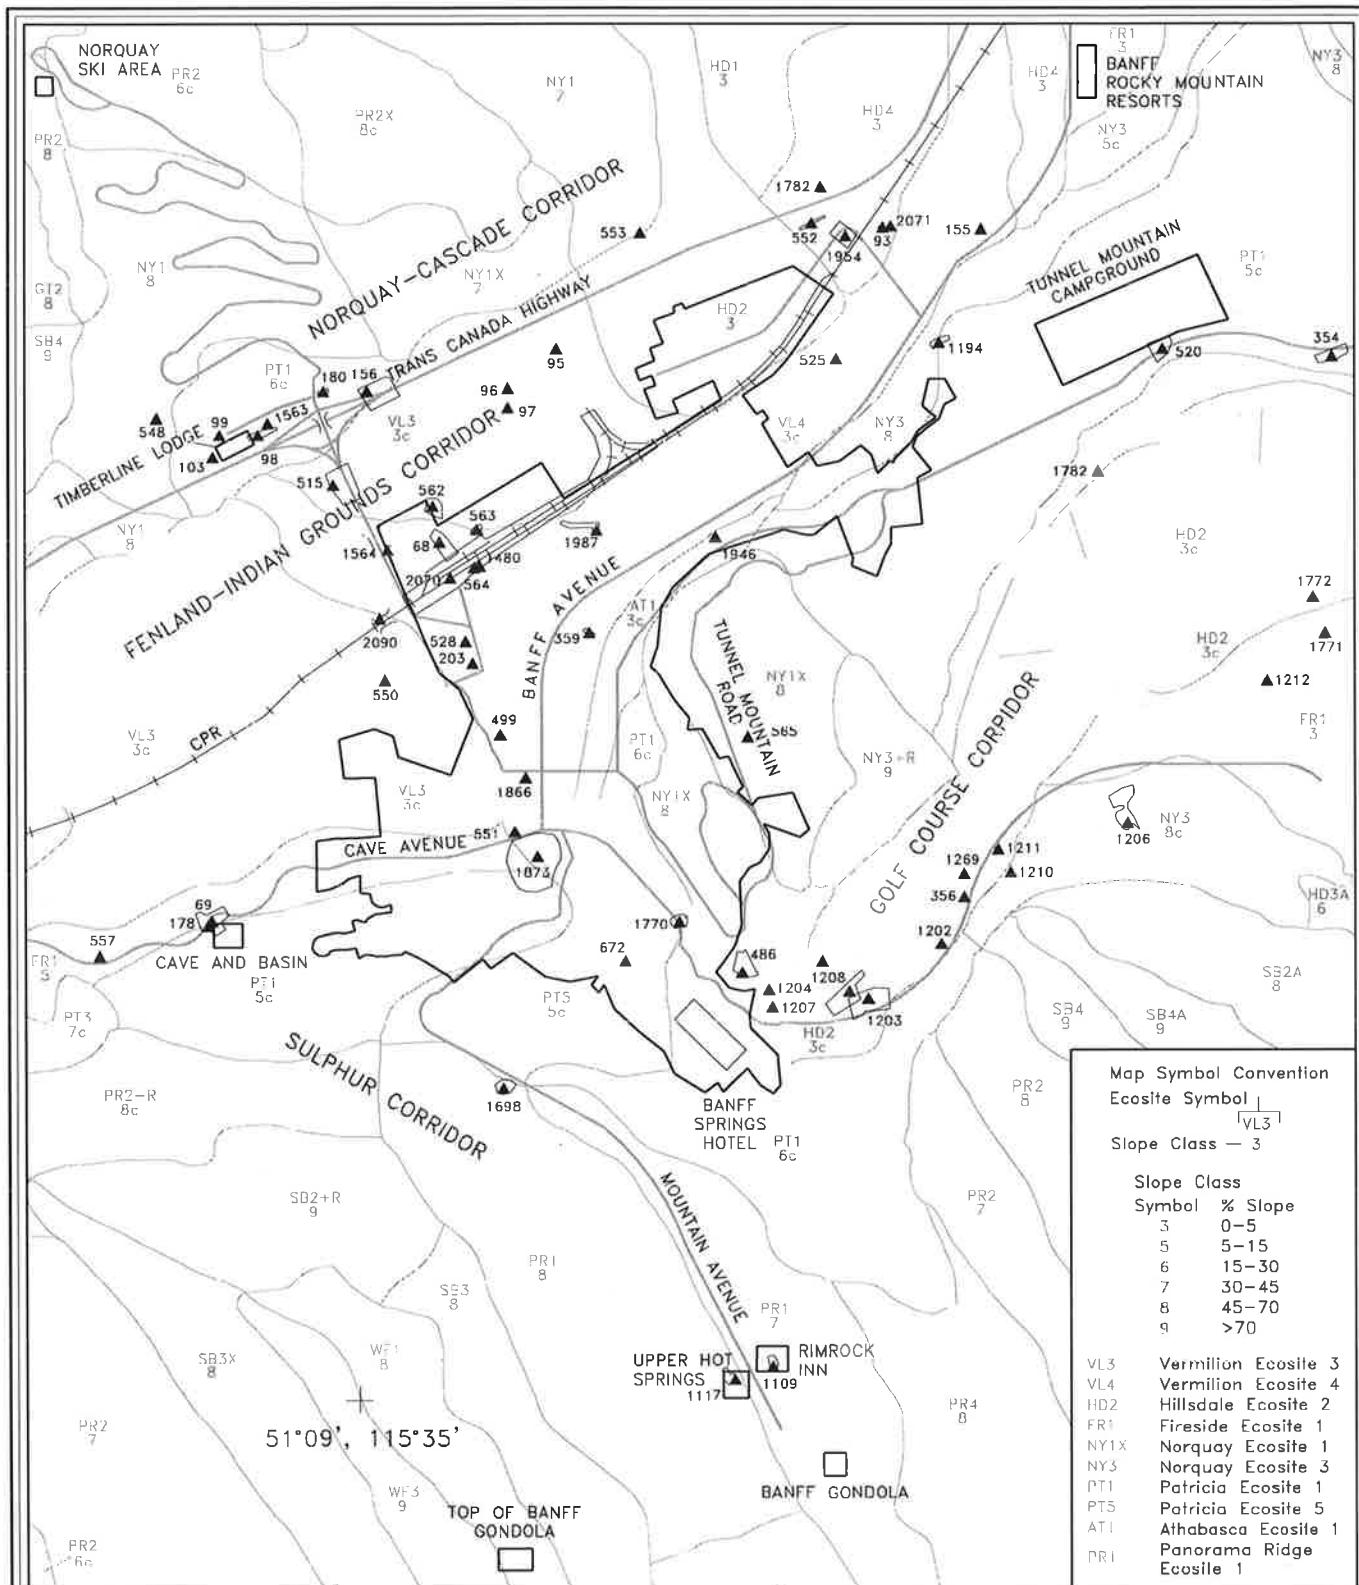 NORQUAY
SKI AREA
PR2
6c
PR2X
8c
NY1
7
HD1
3
HD4
3
HD4
3
FR1
3
NY3
8
BANFF
ROCKY MOUNTAIN
RESORTS
NY3
5c
PR2
8
NORQUAY-CASCADE CORRIDOR
1782
553
552
1954
93
2071
155
TUNNEL MOUNTAIN
CAMPGROUND
PT1
5c
NY1
8
GT2
8
SB4
9
NY1X
7
TRANS CANADA HIGHWAY
HD2
3
95
525
1194
520
354
PT1
6c
180
156
96
97
548
99
1563
TIMBERLINE LODGE
103
98
VL3
3c
VL4
3c
NY3
8
1782
515
FENLAND-INDIAN GROUNDS CORRIDOR
562
563
68
1987
1564
1480
2070
564
1946
NY1
8
HD2
3c
1772
BANFF AVENUE
AT1
3c
359
TUNNEL MOUNTAIN
ROAD
2090
528
203
550
NY1X
8
HD2
3c
1771
1212
FR1
3
VL3
3c
CPR
499
PT1
6c
585
NY3+R
9
GOLF COURSE CORPIDOR
VL3
3c
1866
NY1X
8
NY3
8c
1206
CAVE AVENUE
551
1873
1211
1269
1210
356
HD3A
6
69
178
557
FR1
5
CAVE AND BASIN
PT1
5c
1770
672
486
1208
1202
1204
1207
1203
SB2A
8
PT3
7c
PT5
5c
HD2
3c
SB4
9
SB4A
9
SULPHUR CORRIDOR
PR2-R
8c
1698
BANFF
SPRINGS
HOTEL
PT1
6c
PR2
8
SB2+R
9
MOUNTAIN AVENUE
PR2
7
PR1
8
SB3
8
PR1
7
SB3X
8
WF1
8
UPPER HOT
SPRINGS
1117
RIMROCK
INN
1109
PR4
8
PR2
7
51°09', 115°35'
WF3
9
TOP OF BANFF
GONDOLA
BANFF GONDOLA
PR2
6c
Map Symbol Convention
Ecosite Symbol
VL3
Slope Class — 3
Slope Class
Symbol % Slope
3 0-5
5 5-15
6 15-30
7 30-45
8 45-70
9 >70
VL3 Vermilion Ecosite 3
VL4 Vermilion Ecosite 4
HD2 Hillsdale Ecosite 2
FR1 Fireside Ecosite 1
NY1X Norquay Ecosite 1
NY3 Norquay Ecosite 3
PT1 Patricia Ecosite 1
PT5 Patricia Ecosite 5
AT1 Athabasca Ecosite 1
PR1 Panorama Ridge
Ecosite 1